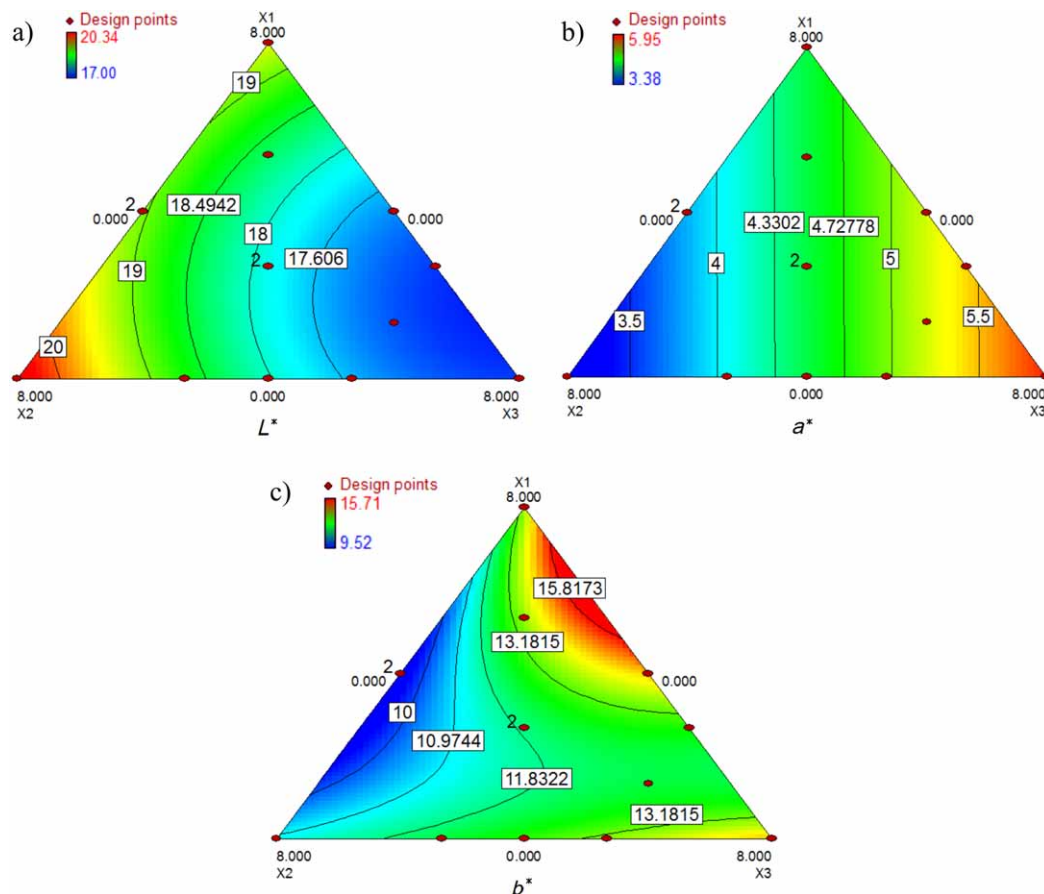 a)
Design points
20.34
17.00
X1
8.000
19
2
0.000
18.4942
0.000
18
2
17.606
19
20
8.000
X2
0.000
8.000
X3
L*
b)
Design points
5.95
3.38
X1
8.000
2
0.000
4.3302
4.72778
0.000
4
2
5
3.5
5.5
8.000
X2
0.000
8.000
X3
a*
c)
Design points
15.71
9.52
X1
8.000
15.8173
13.1815
2
0.000
0.000
10
2
10.9744
11.8322
13.1815
8.000
X2
0.000
8.000
X3
b*